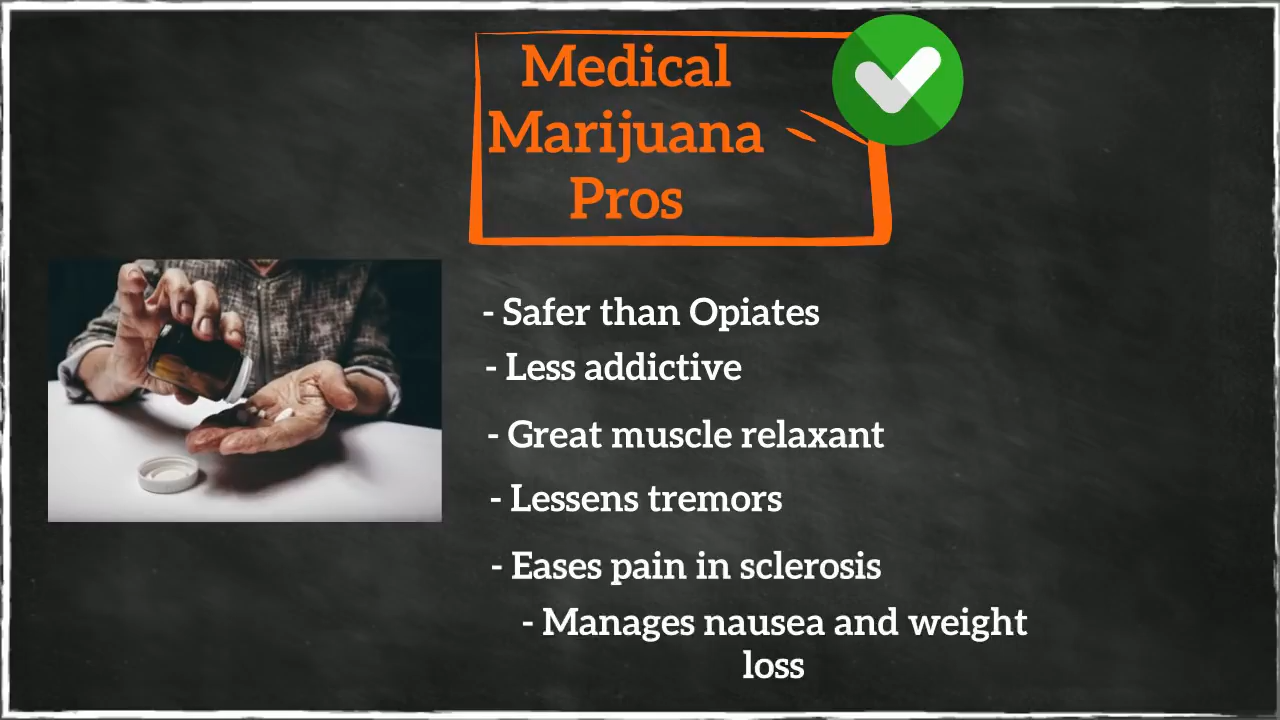 Medical
Marijuana
Pros
- Safer than Opiates
- Less addictive
- Great muscle relaxant
- Lessens tremors
- Eases pain in sclerosis
- Manages nausea and weight
loss